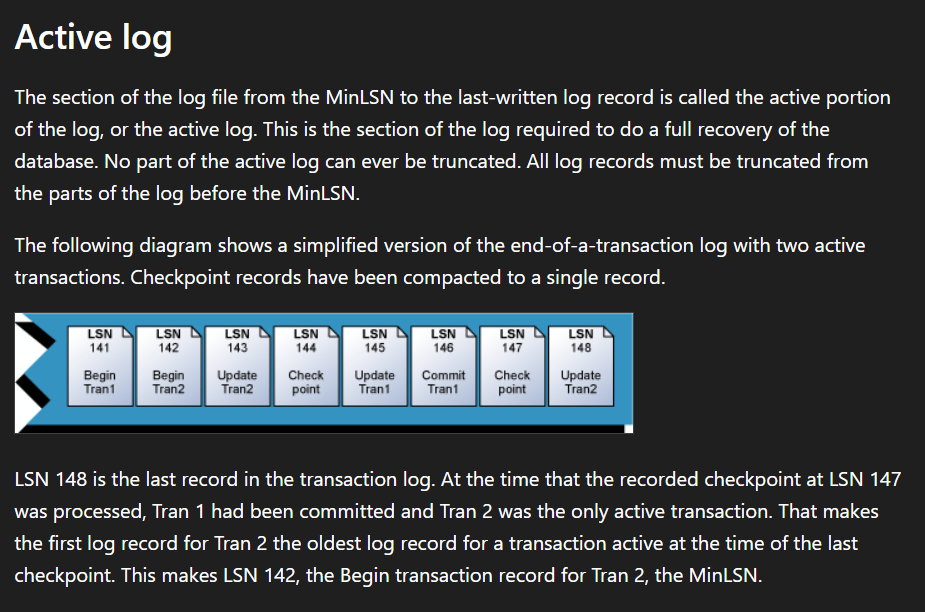 Active log
The section of the log file from the MinLSN to the last-written log record is called the active portion
of the log, or the active log. This is the section of the log required to do a full recovery of the
database. No part of the active log can ever be truncated. All log records must be truncated from
the parts of the log before the MinLSN.
The following diagram shows a simplified version of the end-of-a-transaction log with two active
transactions. Checkpoint records have been compacted to a single record.
LSN
141
Begin
Tran1
LSN
142
Begin
Tran2
LSN
143
Update
Tran2
LSN
144
Check
point
LSN
145
Update
Tran1
LSN
146
Commit
Tran1
LSN
147
Check
point
LSN
148
Update
Tran2
LSN 148 is the last record in the transaction log. At the time that the recorded checkpoint at LSN 147
was processed, Tran 1 had been committed and Tran 2 was the only active transaction. That makes
the first log record for Tran 2 the oldest log record for a transaction active at the time of the last
checkpoint. This makes LSN 142, the Begin transaction record for Tran 2, the MinLSN.